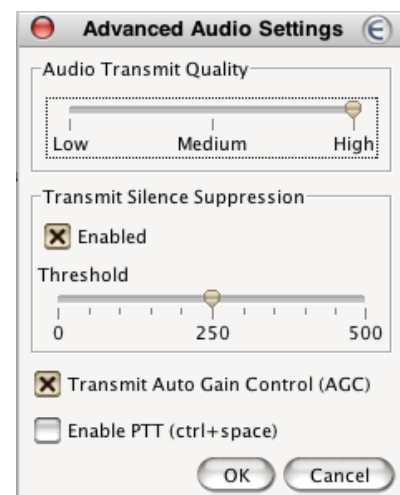 Advanced Audio Settings
Audio Transmit Quality
Low Medium High
Transmit Silence Suppression
Enabled
Threshold
0 250 500
Transmit Auto Gain Control (AGC)
Enable PTT (ctrl+space)
OK Cancel